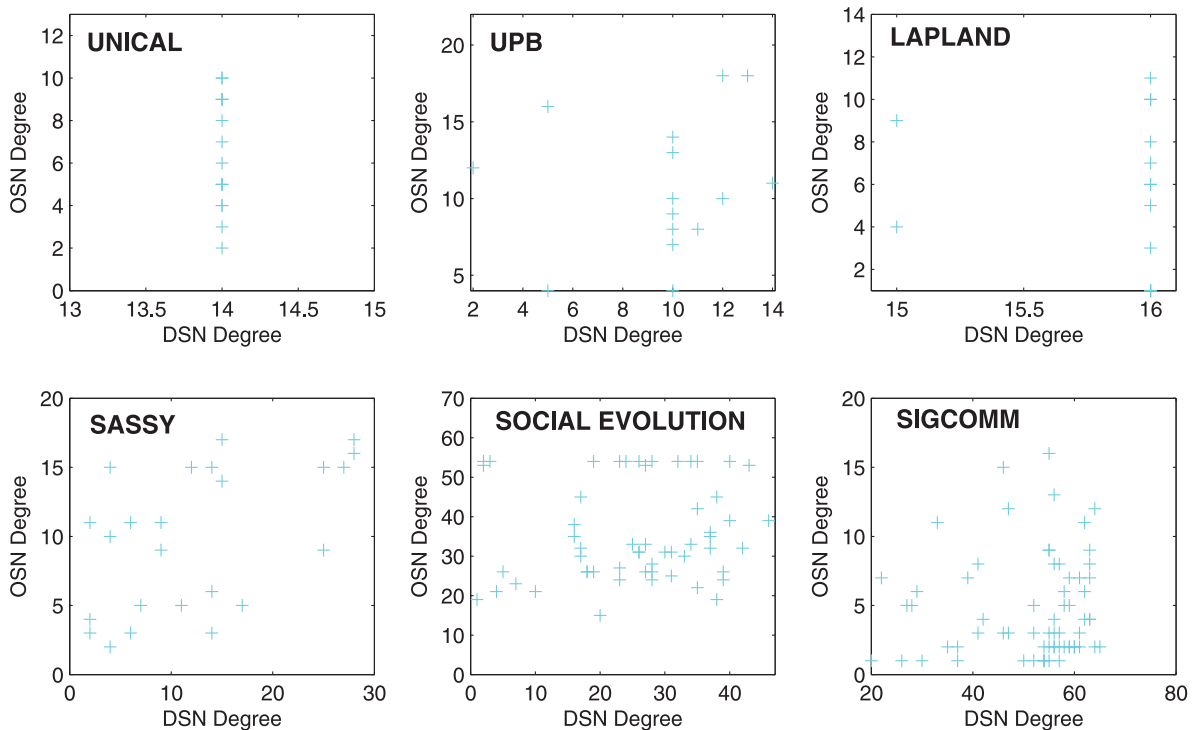 UNICAL
OSN Degree
12
10
8
6
4
2
0
13 13.5 14 14.5 15
DSN Degree
UPB
OSN Degree
20
15
10
5
2 4 6 8 10 12 14
DSN Degree
LAPLAND
OSN Degree
14
12
10
8
6
4
2
15 15.5 16
DSN Degree
SASSY
OSN Degree
20
15
10
5
0
0 10 20 30
DSN Degree
SOCIAL EVOLUTION
OSN Degree
70
60
50
40
30
20
10
0
0 10 20 30 40
DSN Degree
SIGCOMM
OSN Degree
20
15
10
5
0
20 40 60 80
DSN Degree